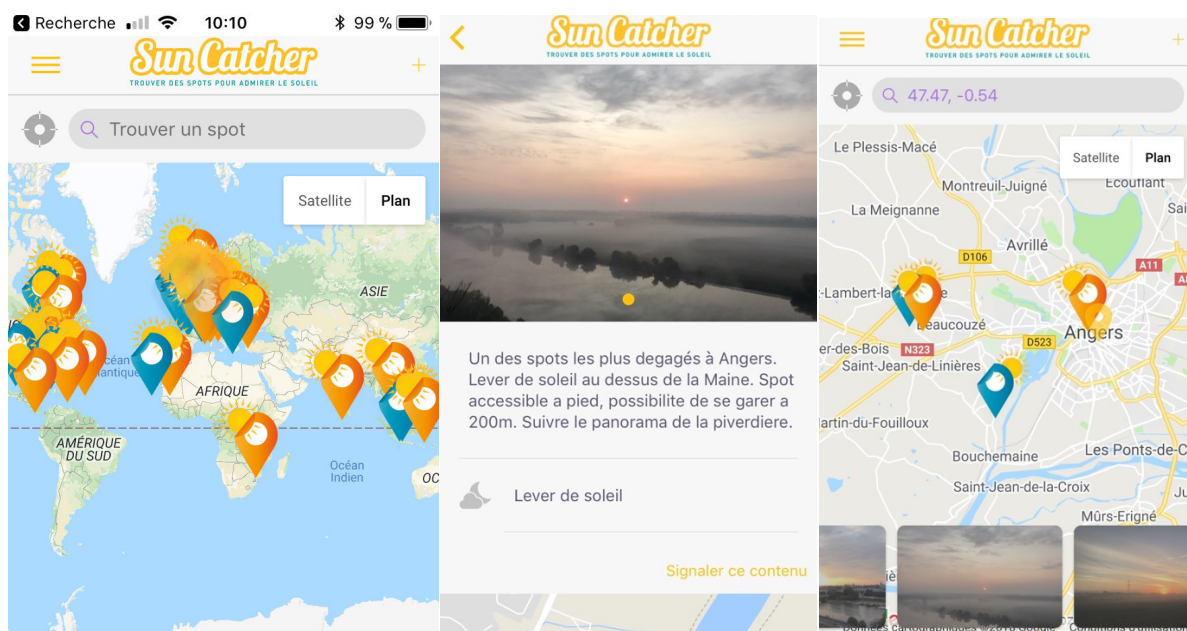 Recherche 10:10 99 %
Sun Catcher
TROUVER DES SPOTS POUR ADMIRER LE SOLEIL
Trouver un spot
Satellite Plan
ASIE
AFRIQUE
AMÉRIQUE
DU SUD
Océan
Indien
OC
Sun Catcher
TROUVER DES SPOTS POUR ADMIRER LE SOLEIL
Un des spots les plus degagés à Angers.
Lever de soleil au dessus de la Maine. Spot
accessible a pied, possibilite de se garer a
200m. Suivre le panorama de la piverdiere.
Lever de soleil
Signaler ce contenu
Sun Catcher
TROUVER DES SPOTS POUR ADMIRER LE SOLEIL
47.47, -0.54
Le Plessis-Macé
Satellite Plan
Montreuil-Juigné
Ecouflant
La Meignanne
Sai
Avrillé
D106
A11
-Lambert-la
Beaucouzé
Angers
D523
er-des-Bois N323
Saint-Jean-de-Linières
artin-du-Fouilloux
Bouchemaine
Les Ponts-de-C
Saint-Jean-de-la-Croix
Mûrs-Erigné